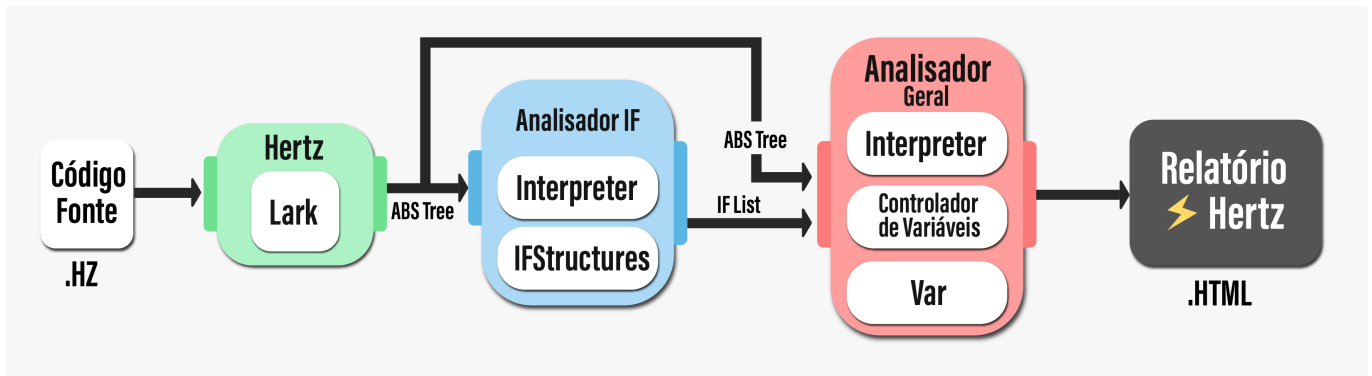 Código
Fonte
.HZ
Hertz
Lark
ABS Tree
Analisador IF
Interpreter
IFStructures
ABS Tree
IF List
Analisador
Geral
Interpreter
Controlador
de Variáveis
Var
Relatório
⚡ Hertz
.HTML